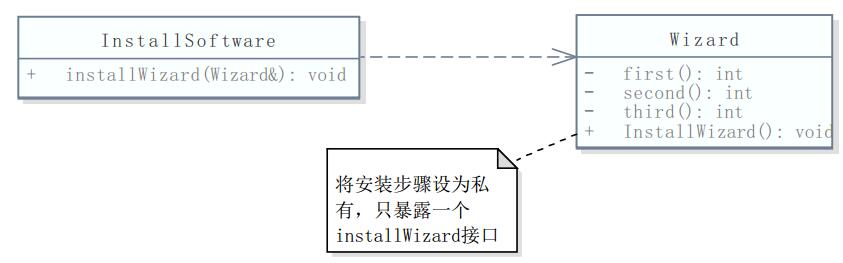 InstallSoftware
+ installWizard(Wizard&): void
Wizard
- first(): int
- second(): int
- third(): int
+ InstallWizard(): void
将安装步骤设为私
有，只暴露一个
installWizard接口